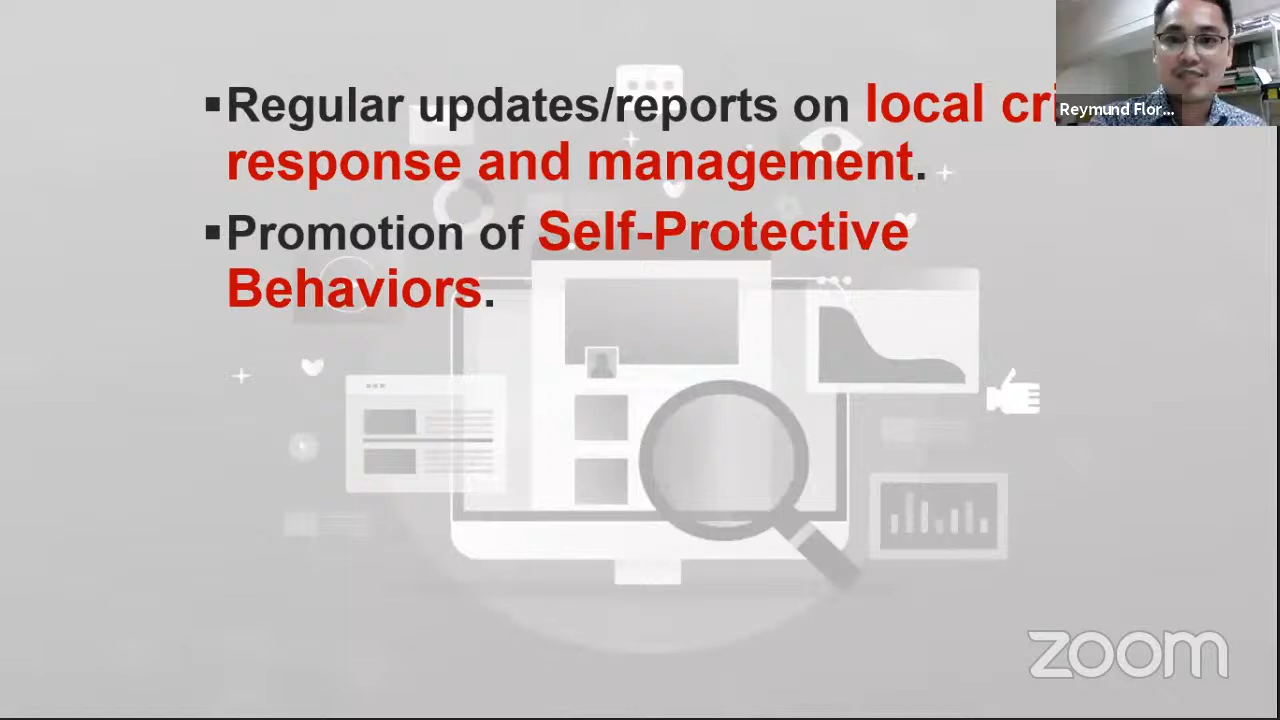 ▪Regular updates/reports on local cri
response and management.
▪Promotion of Self-Protective
Behaviors.
Reymund Flor...
zoom